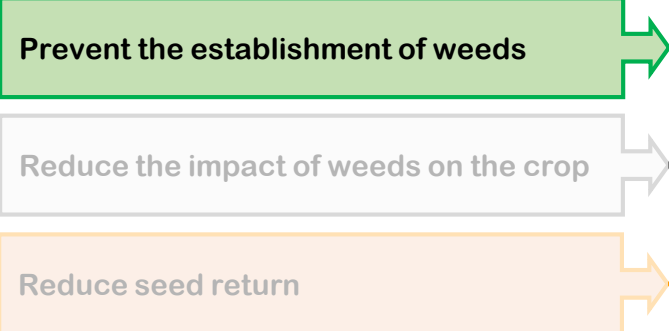 Prevent the establishment of weeds
Reduce the impact of weeds on the crop
Reduce seed return